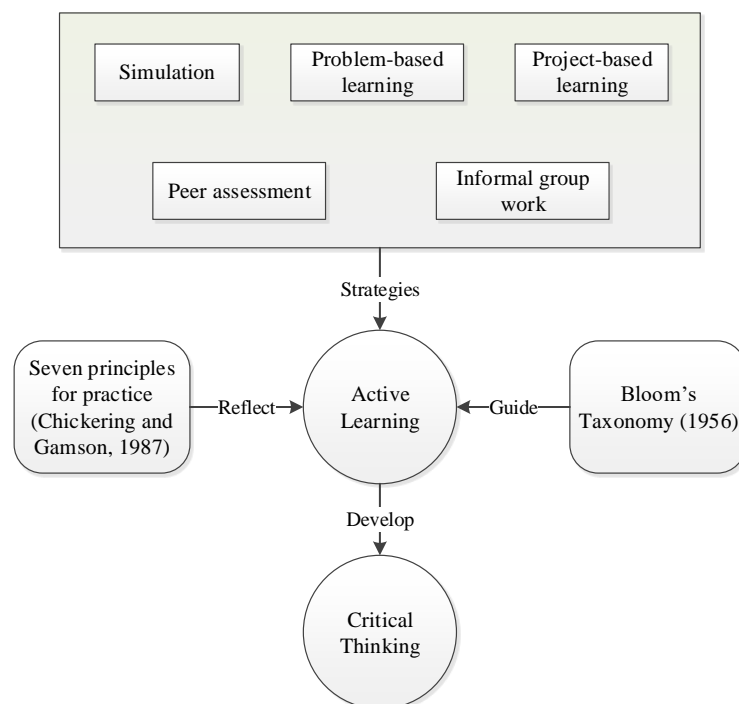 Simulation
Problem-based
learning
Project-based
learning
Peer assessment
Informal group
work
Strategies
Seven principles
for practice
(Chickering and
Gamson, 1987)
Reflect
Active
Learning
Guide
Bloom’s
Taxonomy (1956)
Develop
Critical
Thinking